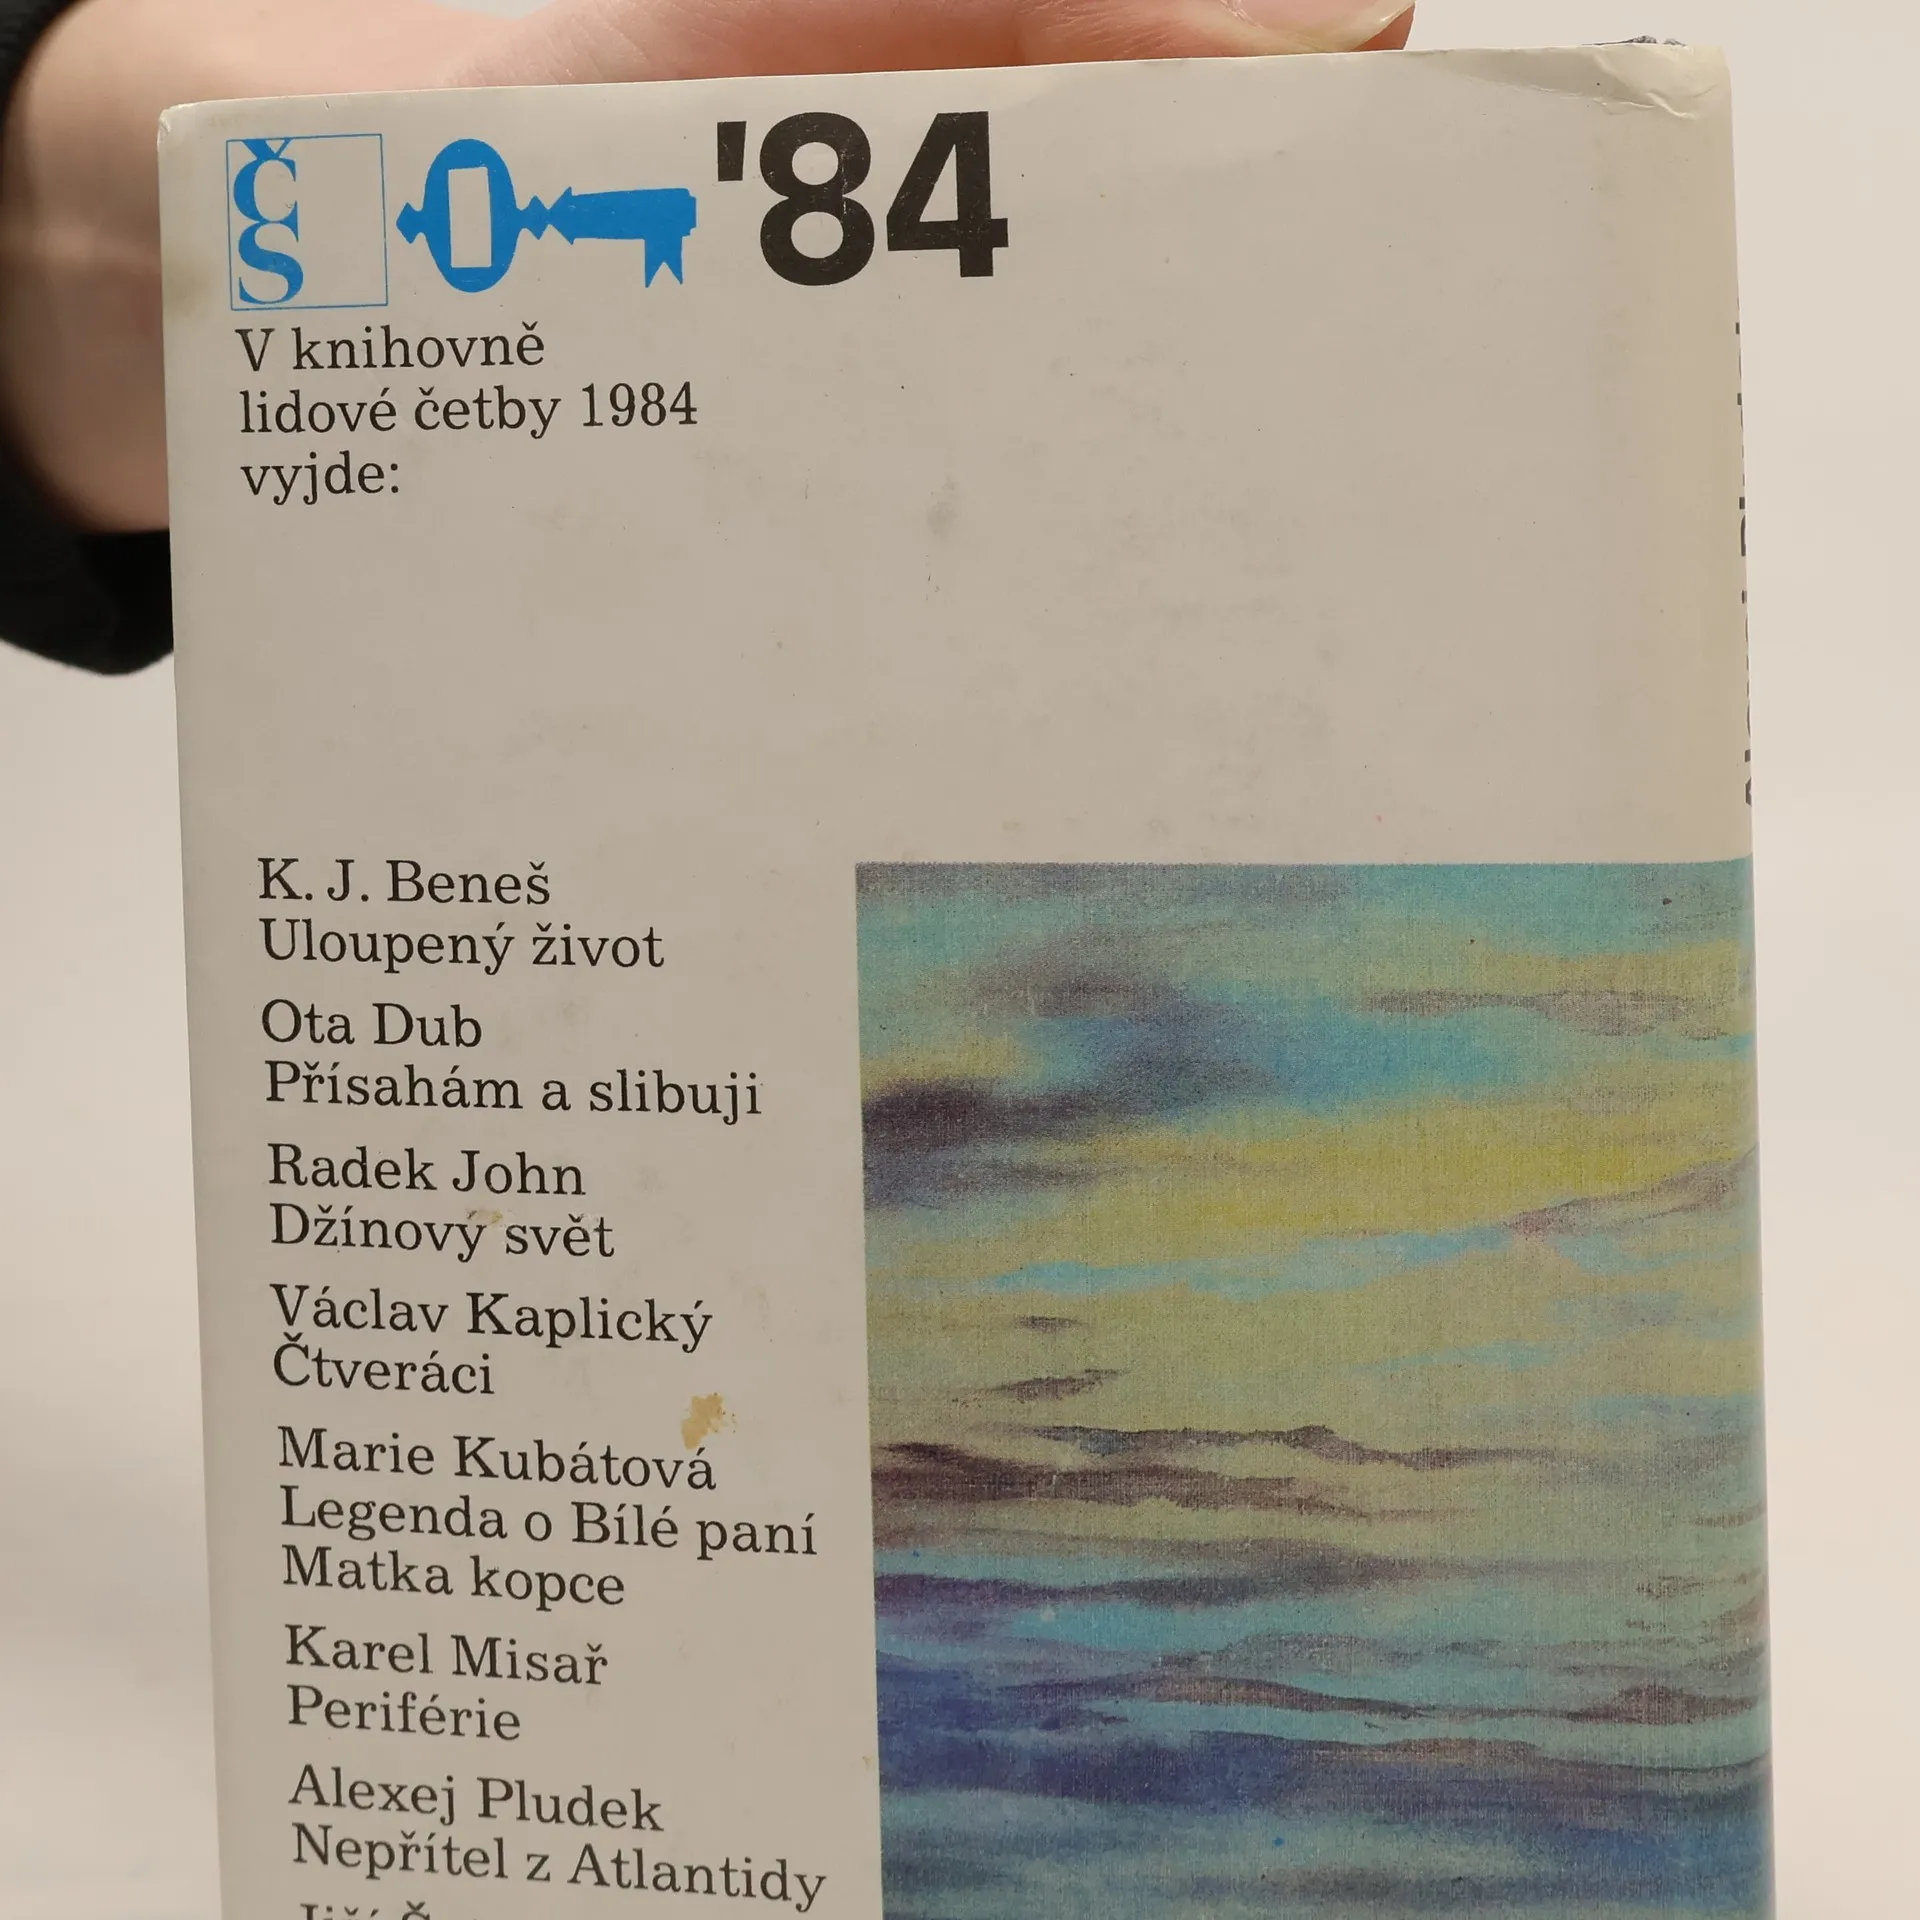 ČS '84
V knihovně
lidové četby 1984
vyjde:
K. J. Beneš
Uloupený život
Ota Dub
Přísahám a slibuji
Radek John
Džínový svět
Václav Kaplický
Čtveráci
Marie Kubátová
Legenda o Bílé paní
Matka kopce
Karel Misař
Periférie
Alexej Pludek
Nepřítel z Atlantidy